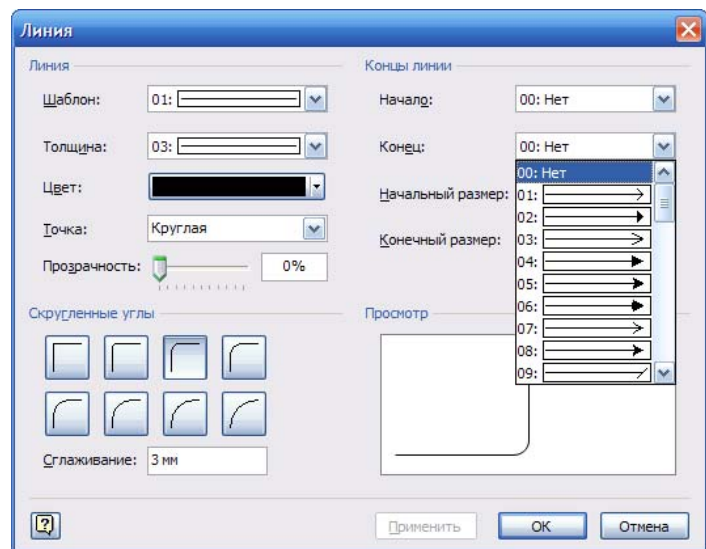 Линия
Линия
Шаблон: 01:
Толщина: 03:
Цвет:
Точка: Круглая
Прозрачность: 0%
Концы линии
Начало: 00: Нет
Конец: 00: Нет
Начальный размер:
Конечный размер:
00: Нет
01:
02:
03:
04:
05:
06:
07:
08:
09:
Скругленные углы
Сглаживание: 3 мм
Просмотр
Применить
ОК
Отмена